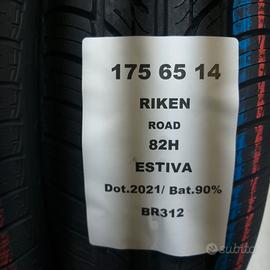 175 65 14
RIKEN
ROAD
82H
ESTIVA
Dot.2021/ Bat.90%
BR312
subito